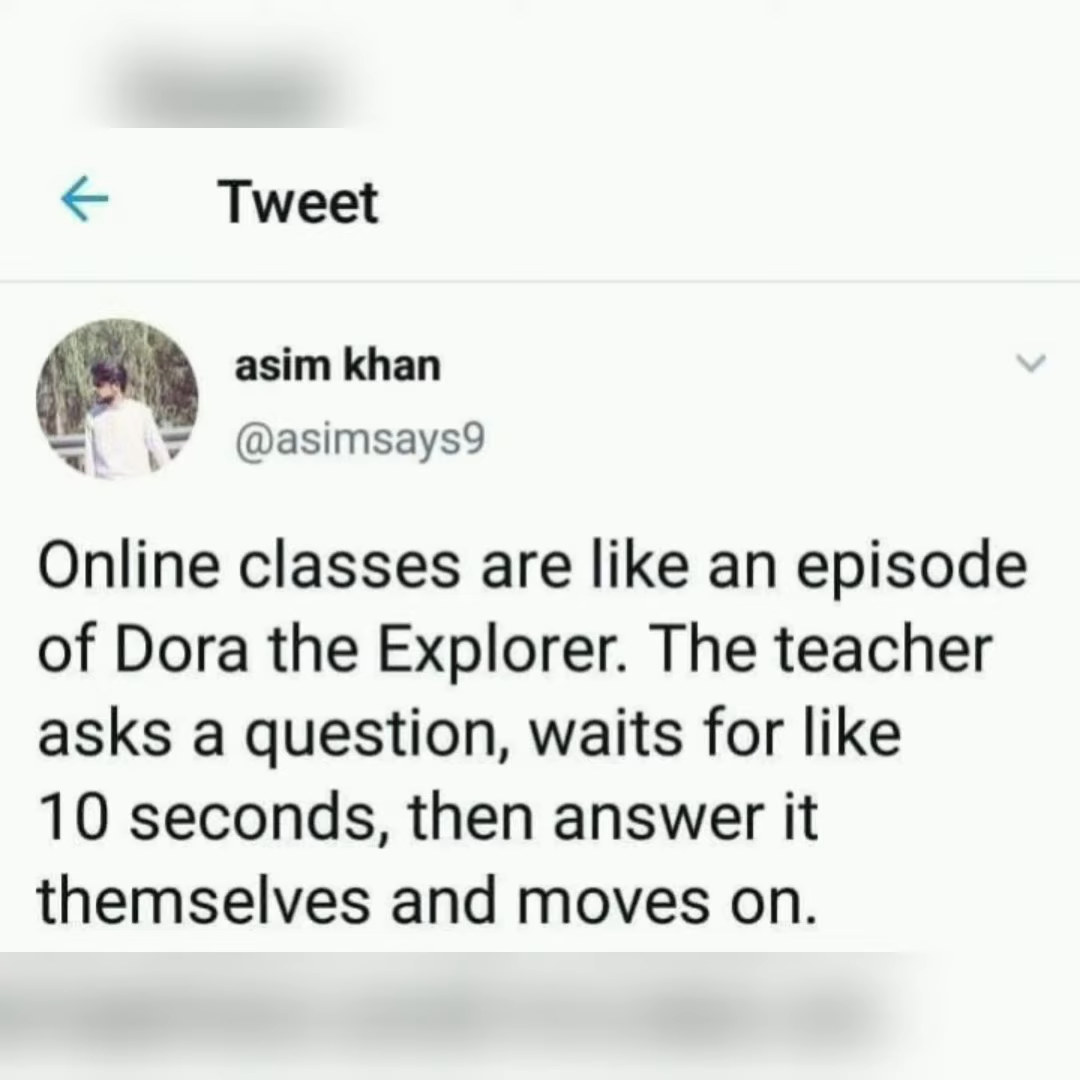 Tweet
asim khan
@asimsays9
Online classes are like an episode
of Dora the Explorer. The teacher
asks a question, waits for like
10 seconds, then answer it
themselves and moves on.